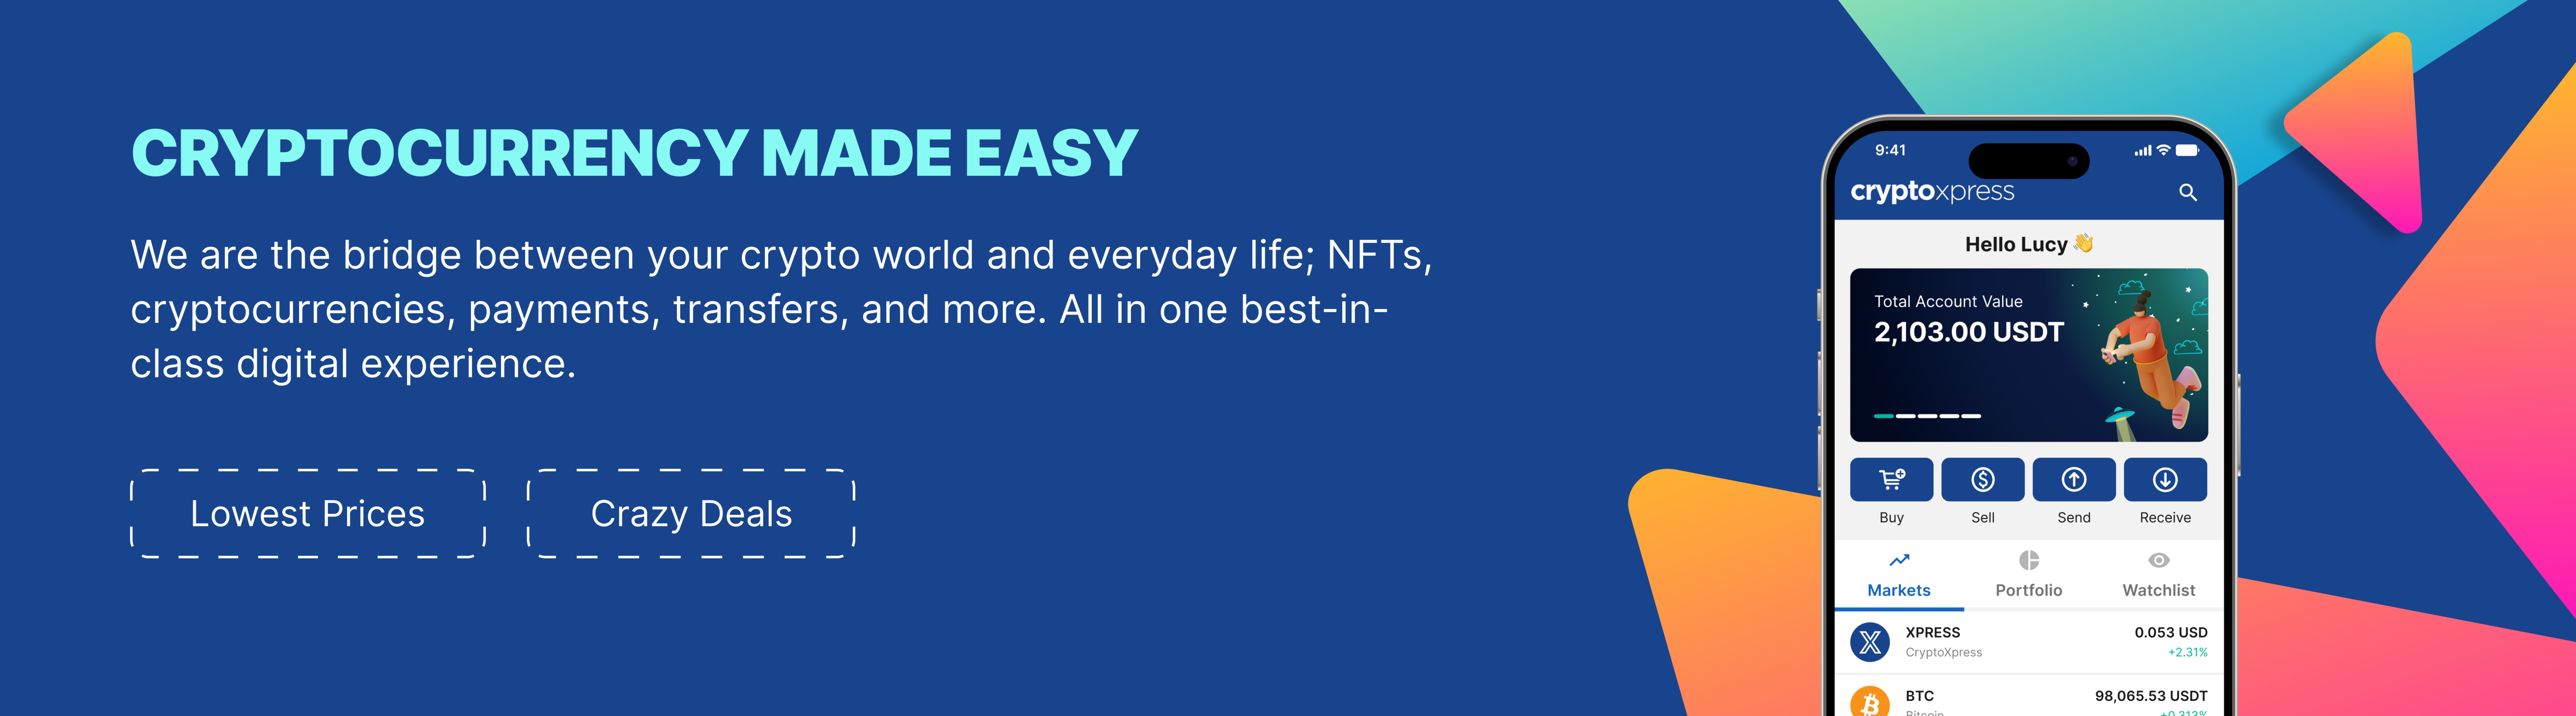 CRYPTOCURRENCY MADE EASY
We are the bridge between your crypto world and everyday life; NFTs,
cryptocurrencies, payments, transfers, and more. All in one best-in-
class digital experience.
Lowest Prices
Crazy Deals
9:41
cryptoxpress
Hello Lucy 👋
Total Account Value
2,103.00 USDT
Buy
Sell
Send
Receive
Markets
Portfolio
Watchlist
XPRESS
0.053 USD
CryptoXpress
+2.31%
BTC
98,065.53 USDT
Bitcoin
+0.313%